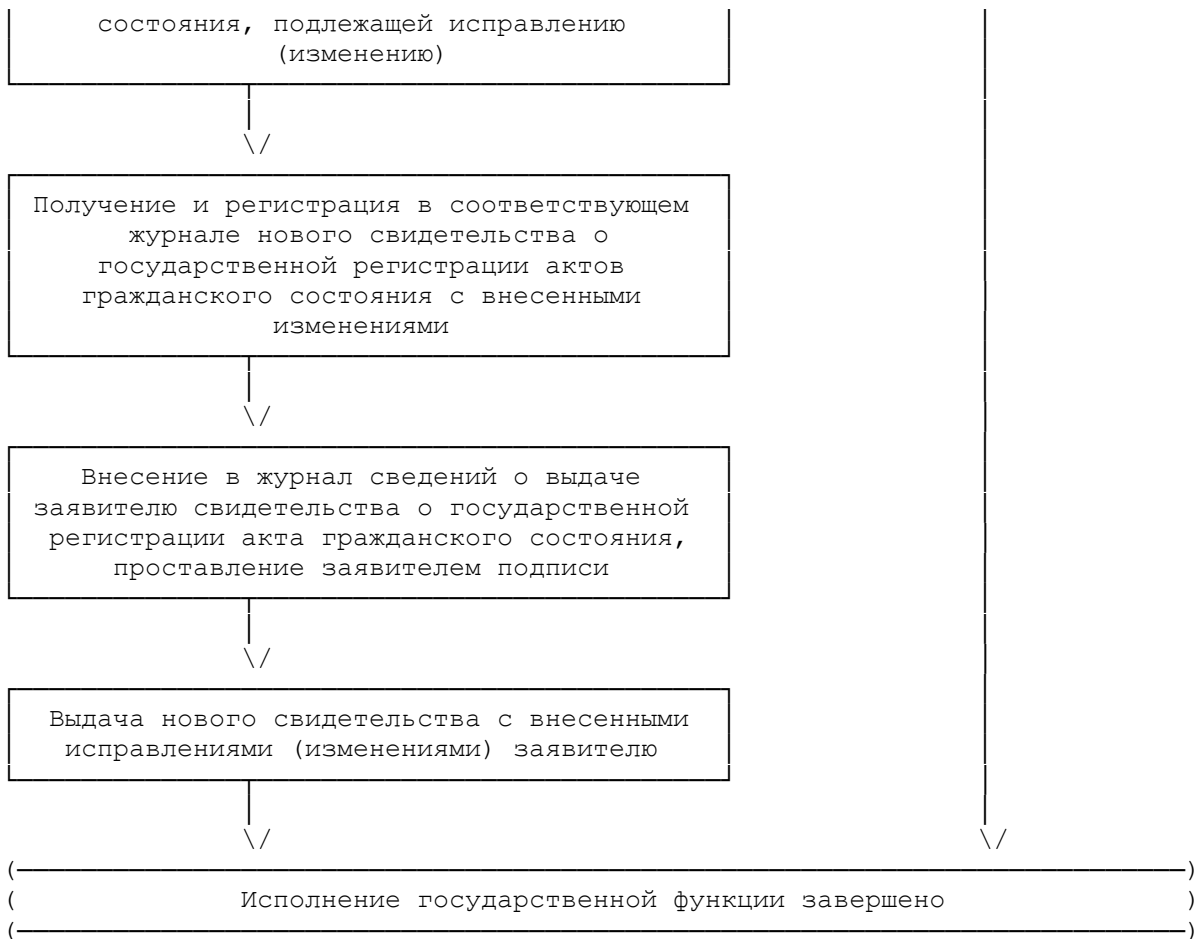 состояния, подлежащей исправлению
(изменению)
Получение и регистрация в соответствующем
журнале нового свидетельства о
государственной регистрации актов
гражданского состояния с внесенными
изменениями
Внесение в журнал сведений о выдаче
заявителю свидетельства о государственной
регистрации акта гражданского состояния,
проставление заявителем подписи
Выдача нового свидетельства с внесенными
исправлениями (изменениями) заявителю
Исполнение государственной функции завершено